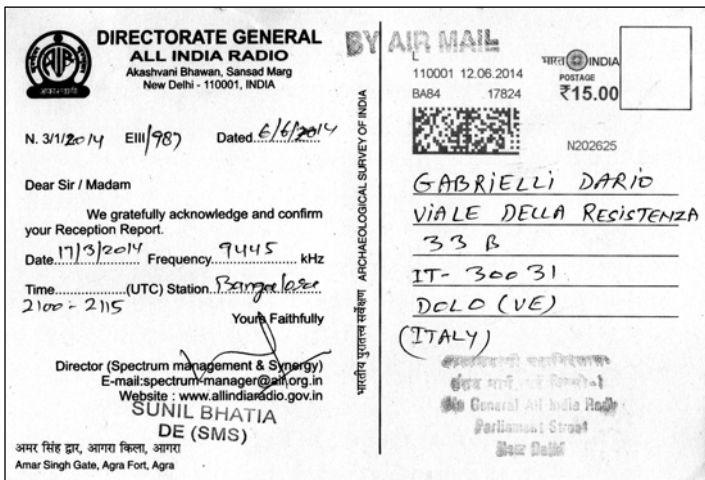 DIRECTORATE GENERAL
ALL INDIA RADIO
Akashvani Bhawan, Sansad Marg
New Delhi - 110001, INDIA
N. 3/1/2014 EIII/987 Dated 6/6/2014
Dear Sir / Madam
We gratefully acknowledge and confirm
your Reception Report.
Date 17/3/2014 Frequency 9445 kHz
Time (UTC) Station Bangalore
2100 - 2115
Yours Faithfully
Director (Spectrum management & Synergy)
E-mail:spectrum-manager@air.org.in
Website : www.allindiaradio.gov.in
SUNIL BHATIA
DE (SMS)
अमर सिंह द्वार, आगरा किला, आगरा
Amar Singh Gate, Agra Fort, Agra
भारतीय पुरातत्त्व सर्वेक्षण ARCHAEOLOGICAL SURVEY OF INDIA
BY AIR MAIL
L
110001 12.06.2014
BA84 17824
भारत INDIA
POSTAGE
₹15.00
N202625
GABRIELLI DARIO
VIALE DELLA RESISTENZA
33 B
IT- 30031
DOLO (VE)
(ITALY)
General All India Radio
Parliament Street
New Delhi